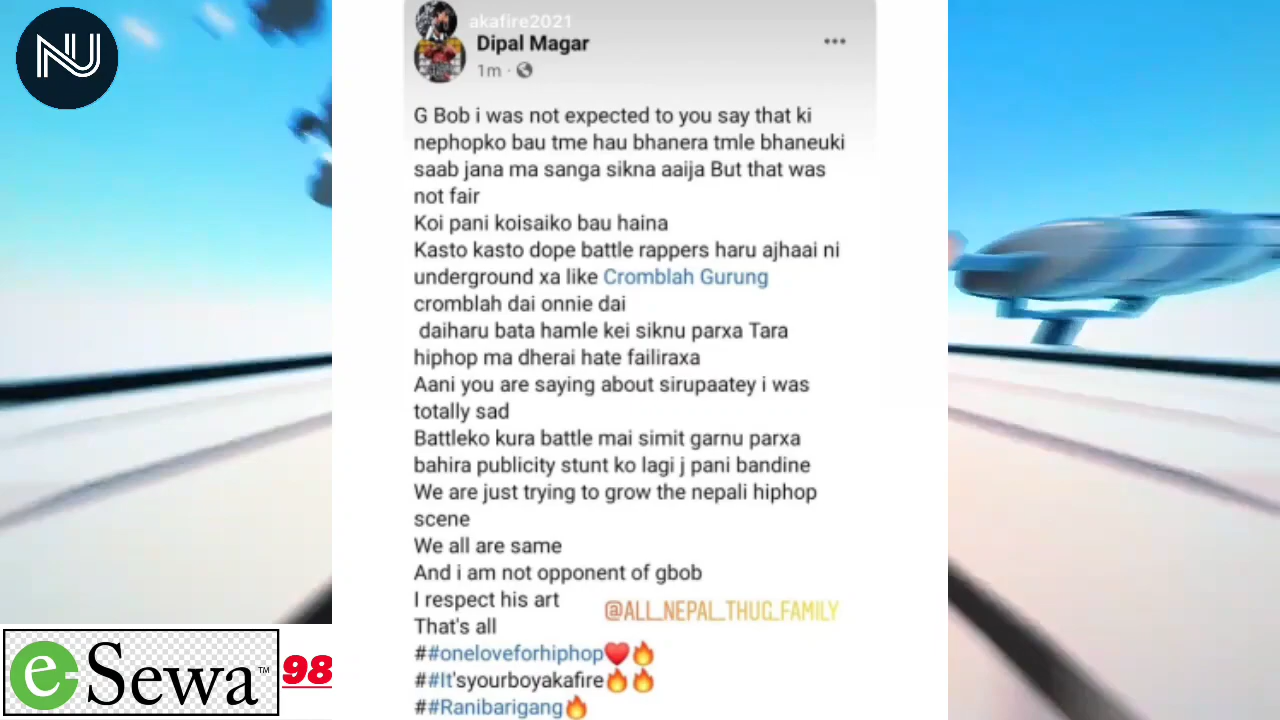 NU
akafire2021
Dipal Magar
1m ·
G Bob i was not expected to you say that ki
nephopko bau tme hau bhanera tmle bhaneuki
saab jana ma sanga sikna aaija But that was
not fair
Koi pani koisaiko bau haina
Kasto kasto dope battle rappers haru ajhaai ni
underground xa like Cromblah Gurung
cromblah dai onnie dai
daiharu bata hamle kei siknu parxa Tara
hiphop ma dherai hate failiraxa
Aani you are saying about sirupaatey i was
totally sad
Battleko kura battle mai simit garnu parxa
bahira publicity stunt ko lagi j pani bandine
We are just trying to grow the nepali hiphop
scene
We all are same
And i am not opponent of gbob
I respect his art
@ALL_NEPAL_THUG_FAMILY
That's all
##oneloveforhiphop❤️🔥
##It'syourboyakafire🔥🔥
##Ranibarigang🔥
eSewa™
98